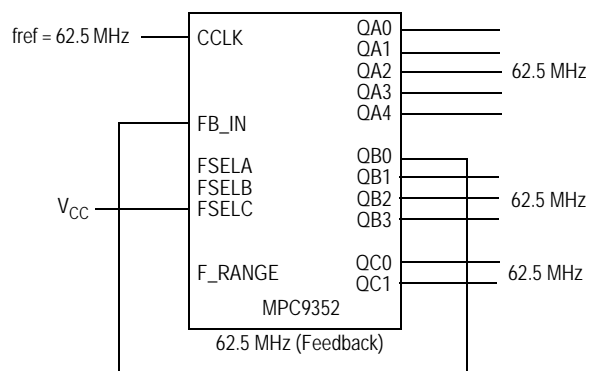 fref = 62.5 MHz
CCLK
QA0
QA1
QA2
QA3
QA4
62.5 MHz
FB_IN
FSELA
FSELB
FSELC
VCC
QB0
QB1
QB2
QB3
62.5 MHz
F_RANGE
QC0
QC1
62.5 MHz
MPC9352
62.5 MHz (Feedback)